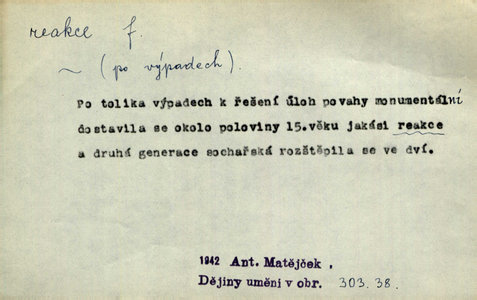 reakce f.
~ (po výpadech).
Po tolika výpadech k řešení úloh povahy monumentální
dostavila se okolo poloviny 15.věku jakási reakce
a druhá generace sochařská rozštěpila se ve dví.
1942 Ant. Matějček,
Dějiny umění v obr. 303.38.